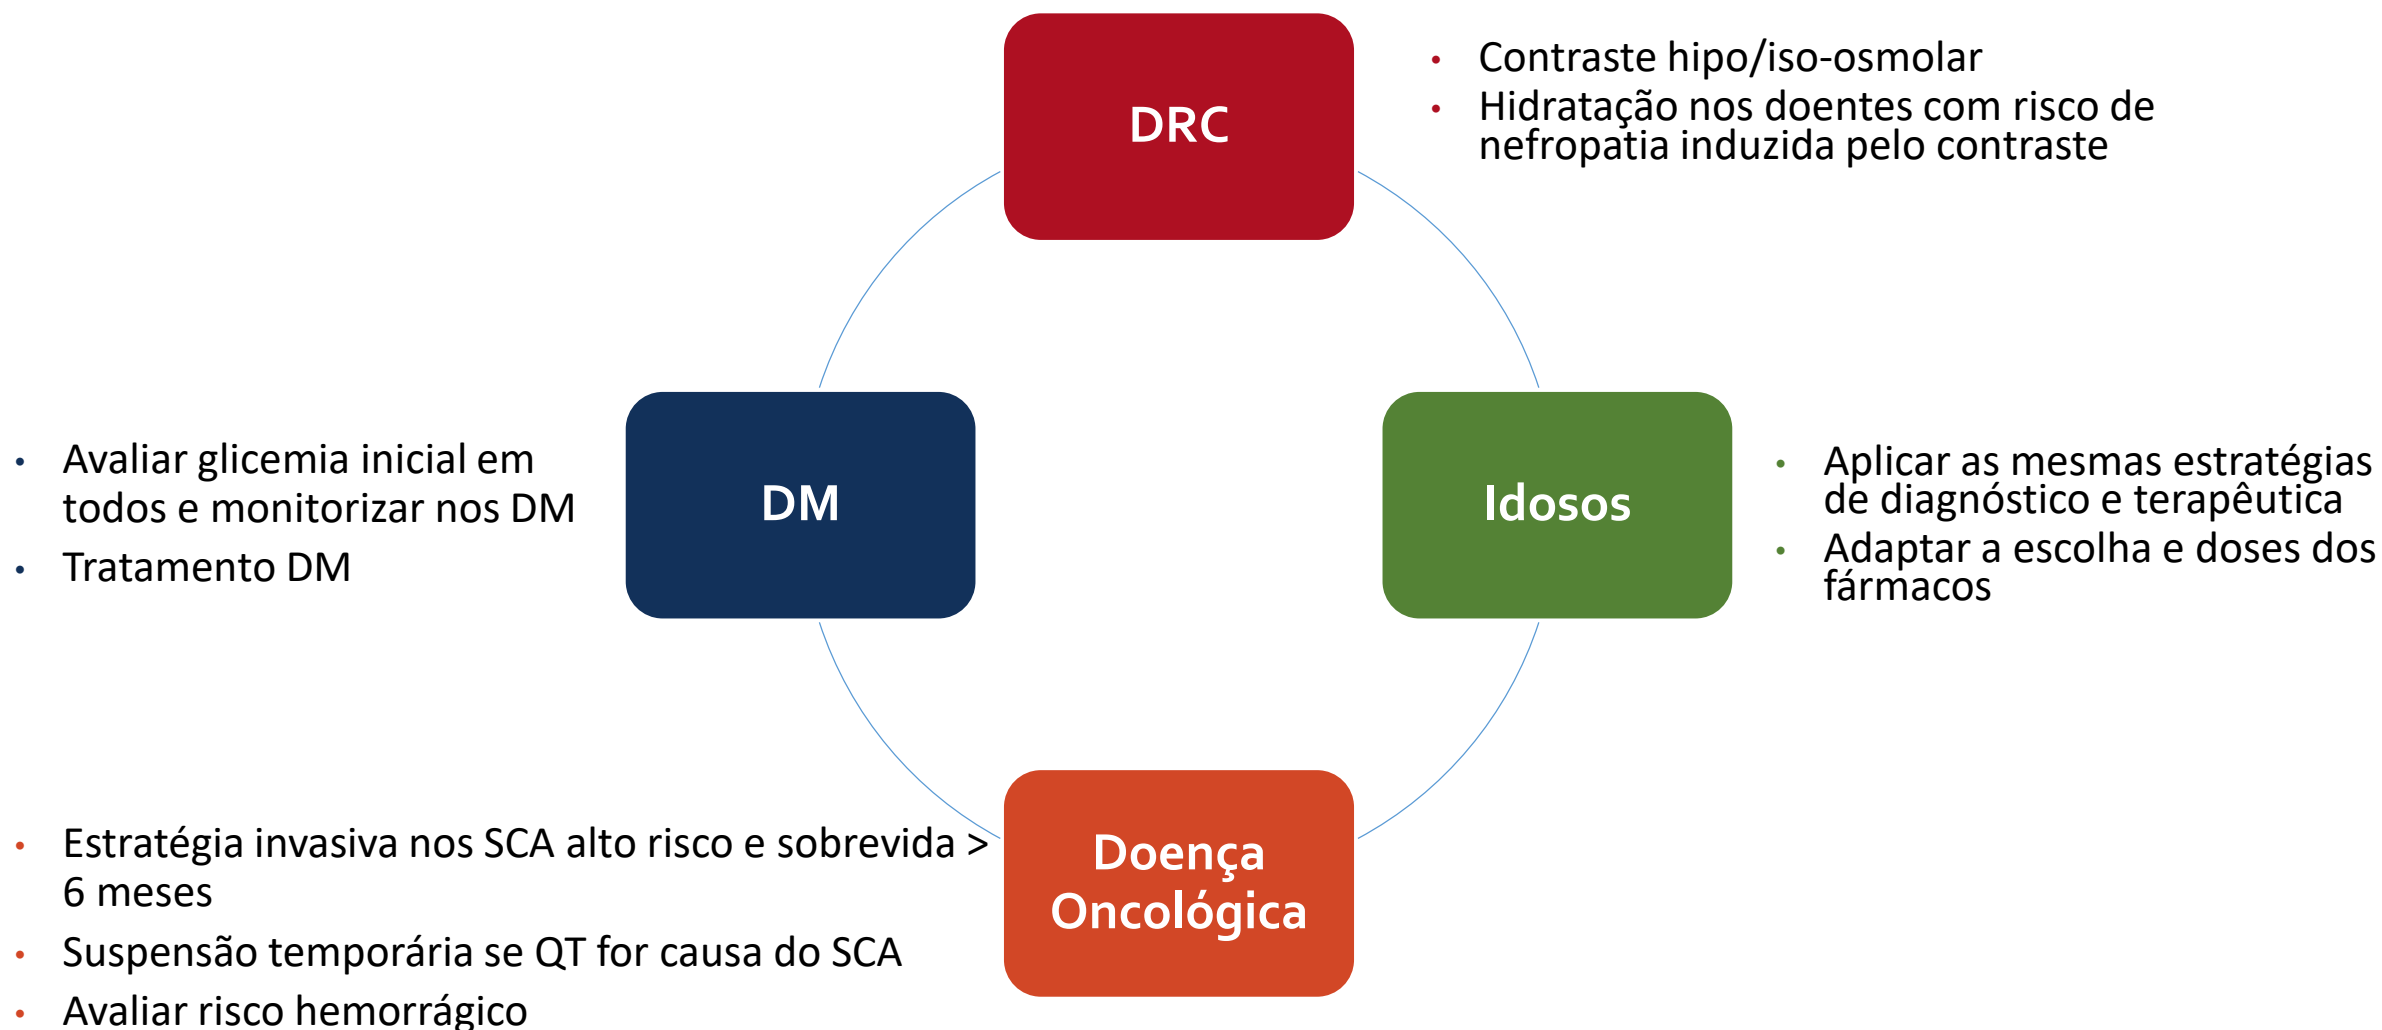 DRC
• Contraste hipo/iso-osmolar
• Hidratação nos doentes com risco de
nefropatia induzida pelo contraste
• Avaliar glicemia inicial em
todos e monitorizar nos DM
• Tratamento DM
DM
Idosos
• Aplicar as mesmas estratégias
de diagnóstico e terapêutica
• Adaptar a escolha e doses dos
fármacos
• Estratégia invasiva nos SCA alto risco e sobrevida >
6 meses
• Suspensão temporária se QT for causa do SCA
• Avaliar risco hemorrágico
Doença
Oncológica